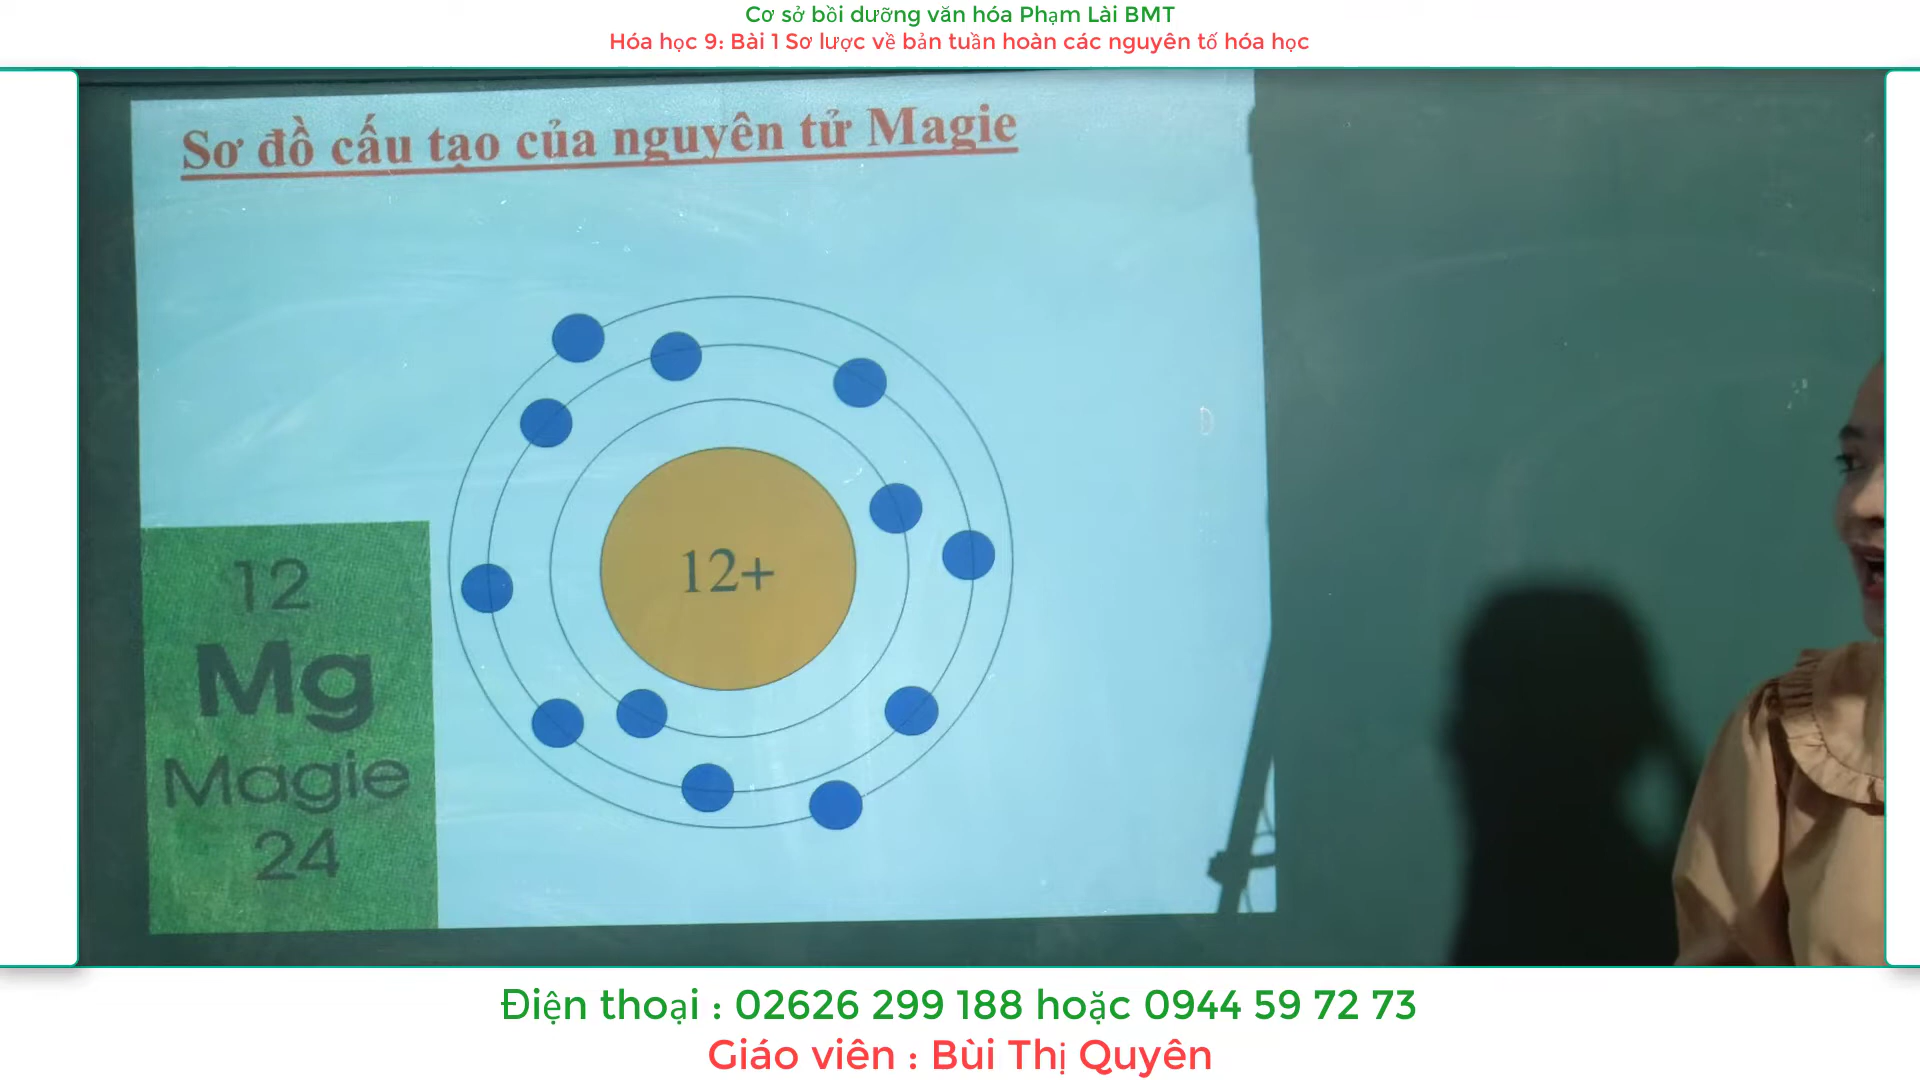 Cơ sở bồi dưỡng văn hóa Phạm Lài BMT
Hóa học 9: Bài 1 Sơ lược về bản tuần hoàn các nguyên tố hóa học
Sơ đồ cấu tạo của nguyên tử Magie
12+
12
Mg
Magie
24
Điện thoại : 02626 299 188 hoặc 0944 59 72 73
Giáo viên : Bùi Thị Quyên